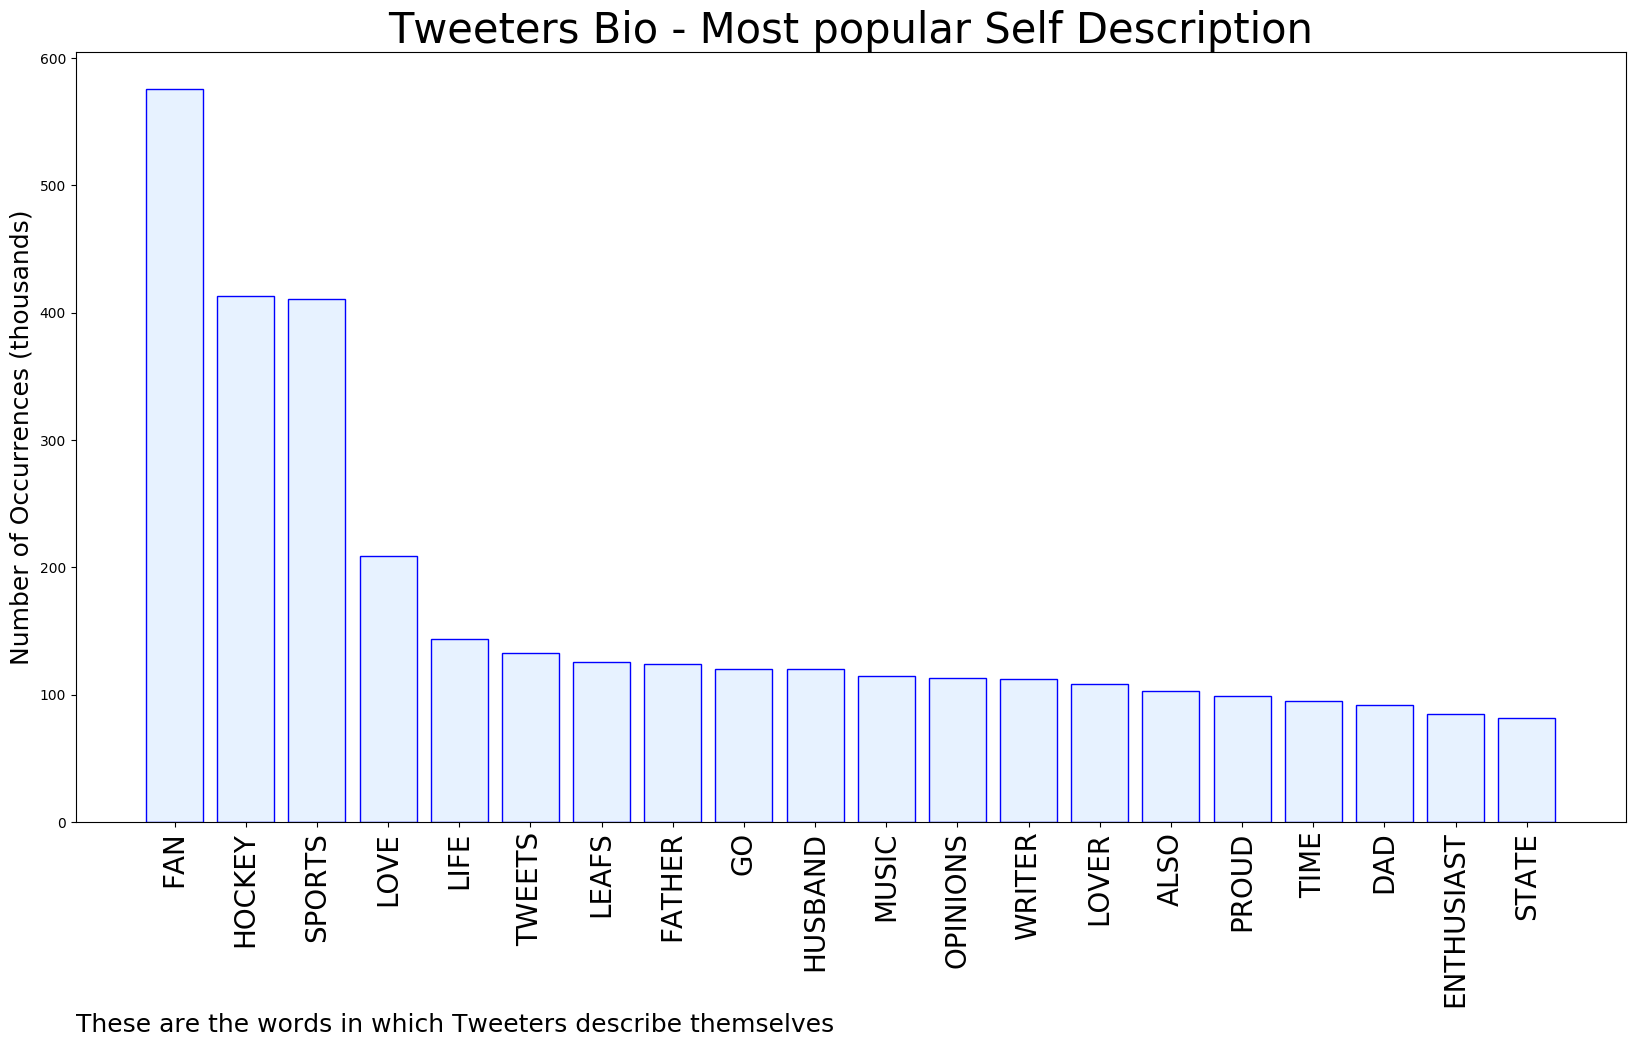 Tweeters Bio - Most popular Self Description
Number of Occurrences (thousands)
600
500
400
300
200
100
0
FAN
HOCKEY
SPORTS
LOVE
LIFE
TWEETS
LEAFS
FATHER
GO
HUSBAND
MUSIC
OPINIONS
WRITER
LOVER
ALSO
PROUD
TIME
DAD
ENTHUSIAST
STATE
These are the words in which Tweeters describe themselves